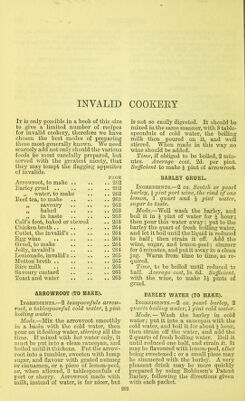 INVALID COOKERY
It is only possible in a book of this size
to give a limited number of recipes
for invalid cookery, therefore we have
chosen the best modes of preparing
those most generally known. We need
scarcely add not only should the various
foods be most carefully prepared, but
served with the greatest nicety, that
they may tempt the flagging appetites
of invalids.
PAGE
Arrowroot, to make .. .. .. 263
Barley gruel .. .. .. 263
" water, to make .. .. 263
Beef tea, to make .. .. .. 264
" savoury .. .. 264
" baked .. .. 264
" in haste .. .. 264
Calf's foot, baked or stewed .. 264
Chicken broth .. .. .. 264
Cutlet, the invalid's .. .. 264
Egg wine .. .. ..
Gruel, to make .. .. ..
Jelly, invalid's .. .. ..
Lemonade, invalid's .. ..
Mutton broth .. .. ..
Rice milk .. .. .. 265
Savoury custard .. .. .. 265
Toast and water .. .. .. 265
ARROWROOT (TO MAKE).
Ingredients.—2 teaspoonfuls arrow-
root, 3 tablespoonfuls cold water, ½ pint
boiling water.
Mode.—Mix the arrowroot smoothly
in a basin with the cold water, then
pour on it boiling water, stirring all the
time. If mixed with hot water only, it
must be put into a clean saucepan, and
boiled until it thickens. Put the arrow-
root into a tumbler, sweeten with lump
sugar, and flavour with grated nutmeg
or cinnamon, or a piece of lemon-peel,
or, when allowed, 3 tablespoonfuls of
port or sherry. Arrowroot made with
milk, instead of water, is far nicer, but
is not so easily digested. It should be
mixed in the same manner, with 3 table-
spoonfuls of cold water, the boiling
milk then poured on it, and well
stirred. When made in this way no
wine should be added.
Time, if obliged to be boiled, 2 min-
utes. Average cost, 2d. per pint.
Sufficient to make ½ pint of arrowroot.
BARLEY GRUEL.
Ingredients.—2 oz. Scotch or pearl
barley, ½ pint port wine, the rind of one
lemon, 1 quart and ½ pint water,
sugar to taste.
Mode.—Well wash the barley, and
boil it in ½ pint of water for ¼ hour;
then pour this water away; put to the
barley the quart of fresh boiling water,
and let it boil until the liquid is reduced
to half; then strain it off. Add the
wine, sugar, and lemon-peel; simmer
for 5 minutes, and put it away in a clean
jug. Warm from time to time, as re-
quired.
Time, to be boiled until reduced to
half. Average cost, 1s. 6d. Sufficient,
with the wine, to make 1½ pints of
gruel.
BARLEY WATER (TO MAKE).
Ingredients.—2 oz. pearl barley, 2
quarts boiling water, 1 pint cold water.
Mode.—Wash the barley in cold
water; put it into a saucepan with the
cold water, and boil it for about ¼ hour,
then strain off the water, and add the
2 quarts of fresh boiling water. Boil it
until reduced one half, and strain it. It
may be flavoured with lemon-peel, after
being sweetened; or a small piece may
be simmered with the barley. A very
pleasant drink may be more quickly
prepared by using Robinson's Patent
Barley, following the directions given
with each packet.
263